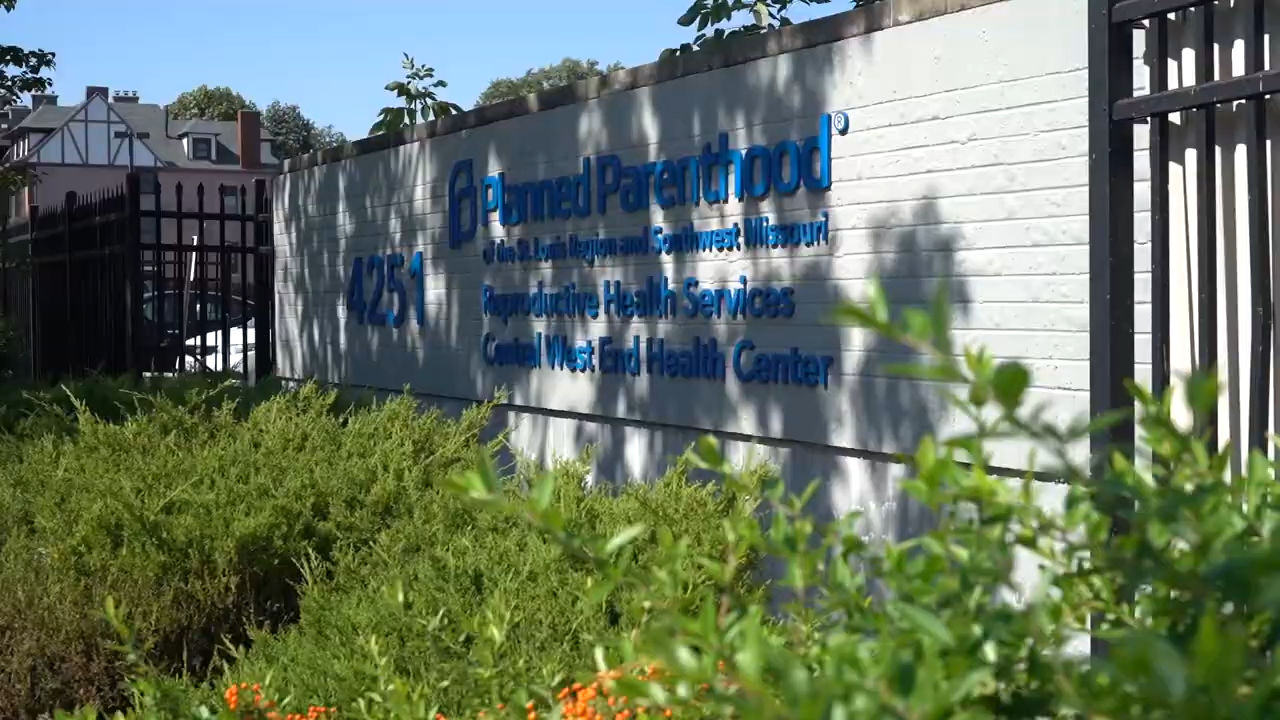 Planned Parenthood®
of the St. Louis Region and Southwest Missouri
4251
Reproductive Health Services
Central West End Health Center